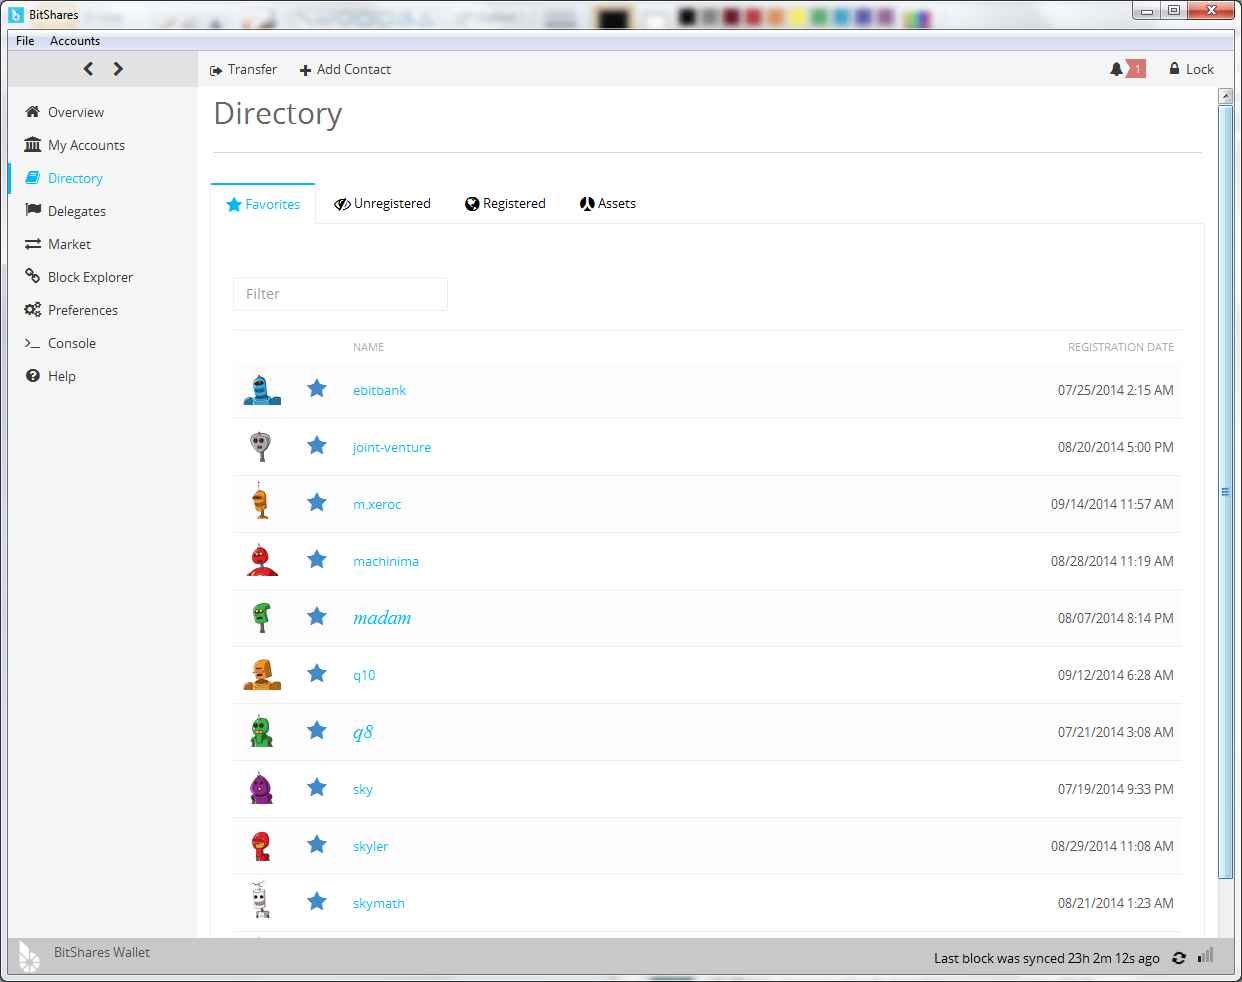 BitShares
File Accounts
Transfer Add Contact 1 Lock
Overview
My Accounts
Directory
Delegates
Market
Block Explorer
Preferences
>_ Console
Help
Directory
Favorites Unregistered Registered Assets
Filter
NAME REGISTRATION DATE
ebitbank 07/25/2014 2:15 AM
joint-venture 08/20/2014 5:00 PM
m.xeroc 09/14/2014 11:57 AM
machinima 08/28/2014 11:19 AM
madam 08/07/2014 8:14 PM
q10 09/12/2014 6:28 AM
q8 07/21/2014 3:08 AM
sky 07/19/2014 9:33 PM
skyler 08/29/2014 11:08 AM
skymath 08/21/2014 1:23 AM
BitShares Wallet
Last block was synced 23h 2m 12s ago